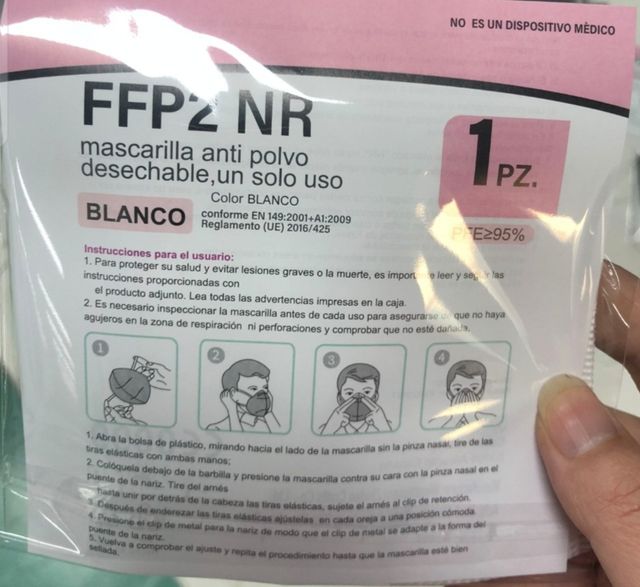 NO ES UN DISPOSITIVO MÈDICO
FFP2 NR
mascarilla anti polvo
desechable,un solo uso
1 PZ.
Color BLANCO
BLANCO
conforme EN 149:2001+A1:2009
Reglamento (UE) 2016/425
PFE≥95%
Instrucciones para el usuario:
1. Para proteger su salud y evitar lesiones graves o la muerte, es importante leer y seguir las
instrucciones proporcionadas con
el producto adjunto. Lea todas las advertencias impresas en la caja.
2. Es necesario inspeccionar la mascarilla antes de cada uso para asegurarse de que no haya
agujeros en la zona de respiración ni perforaciones y comprobar que no esté dañada.
1
2
3
4
1. Abra la bolsa de plástico, mirando hacia el lado de la mascarilla sin la pinza nasal, tire de las
tiras elásticas con ambas manos;
2. Colóquela debajo de la barbilla y presione la mascarilla contra su cara con la pinza nasal en el
puente de la nariz. Tire del arnés
hasta unir por detrás de la cabeza las tiras elásticas, sujete el arnés al clip de retención.
3. Después de enderezar las tiras elásticas ajústelas en cada oreja a una posición cómoda.
4. Presione el clip de metal para la nariz de modo que el clip de metal se adapte a la forma del
puente de la nariz.
5. Vuelva a comprobar el ajuste y repita el procedimiento hasta que la mascarilla esté bien
sellada.